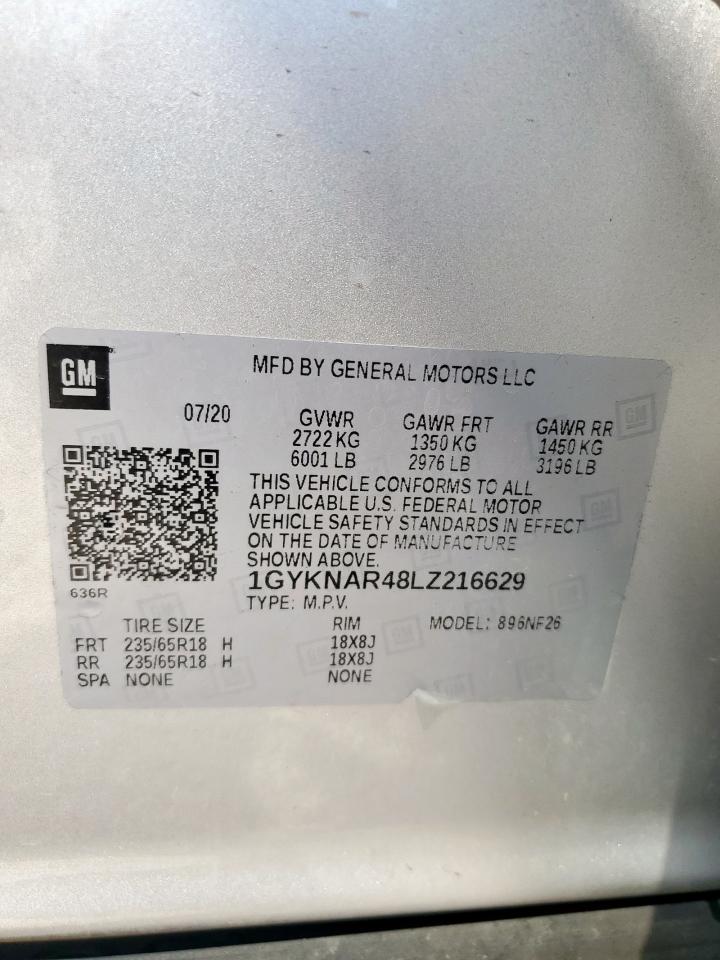 GM
MFD BY GENERAL MOTORS LLC
07/20 GVWR GAWR FRT GAWR RR
2722 KG 1350 KG 1450 KG
6001 LB 2976 LB 3196 LB
THIS VEHICLE CONFORMS TO ALL
APPLICABLE U.S. FEDERAL MOTOR
VEHICLE SAFETY STANDARDS IN EFFECT
ON THE DATE OF MANUFACTURE
SHOWN ABOVE.
636R
1GYKNAR48LZ216629
TYPE: M.P.V.
TIRE SIZE RIM MODEL: 896NF26
FRT 235/65R18 H 18X8J
RR 235/65R18 H 18X8J
SPA NONE NONE